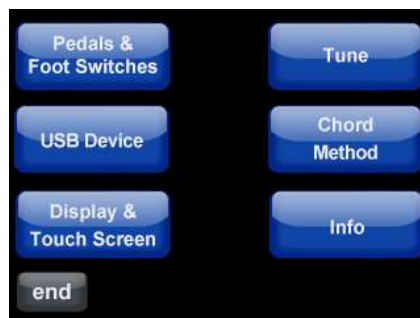 Pedals &
Foot Switches
Tune
USB Device
Chord
Method
Display &
Touch Screen
Info
end